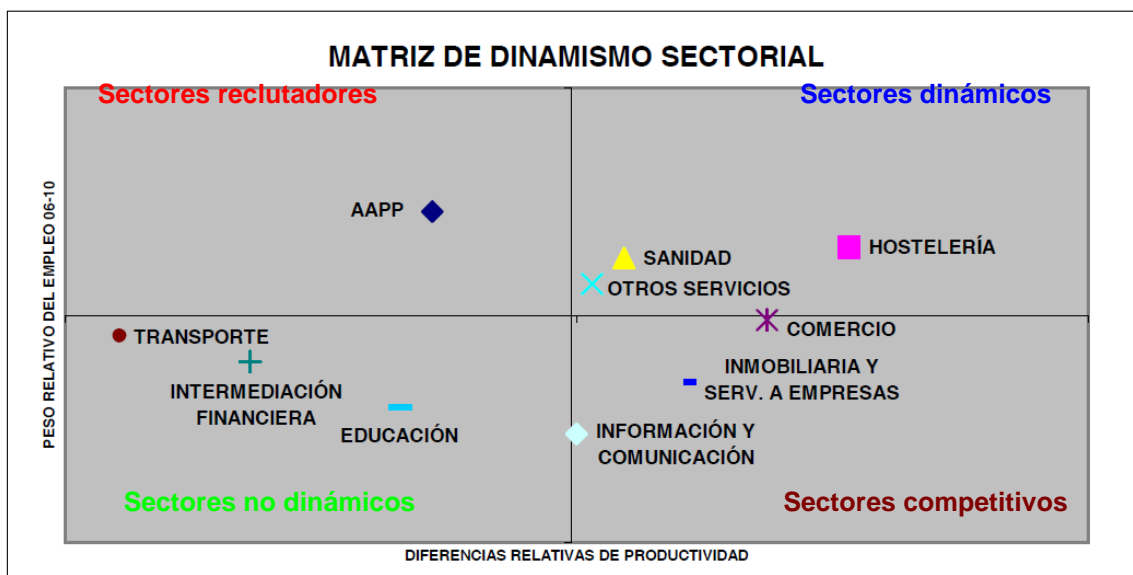 MATRIZ DE DINAMISMO SECTORIAL
Sectores reclutadores
Sectores dinámicos
PESO RELATIVO DEL EMPLEO 06-10
AAPP
HOSTELERÍA
SANIDAD
OTROS SERVICIOS
TRANSPORTE
COMERCIO
INTERMEDIACIÓN
FINANCIERA
INMOBILIARIA Y
SERV. A EMPRESAS
EDUCACIÓN
INFORMACIÓN Y
COMUNICACIÓN
Sectores no dinámicos
Sectores competitivos
DIFERENCIAS RELATIVAS DE PRODUCTIVIDAD